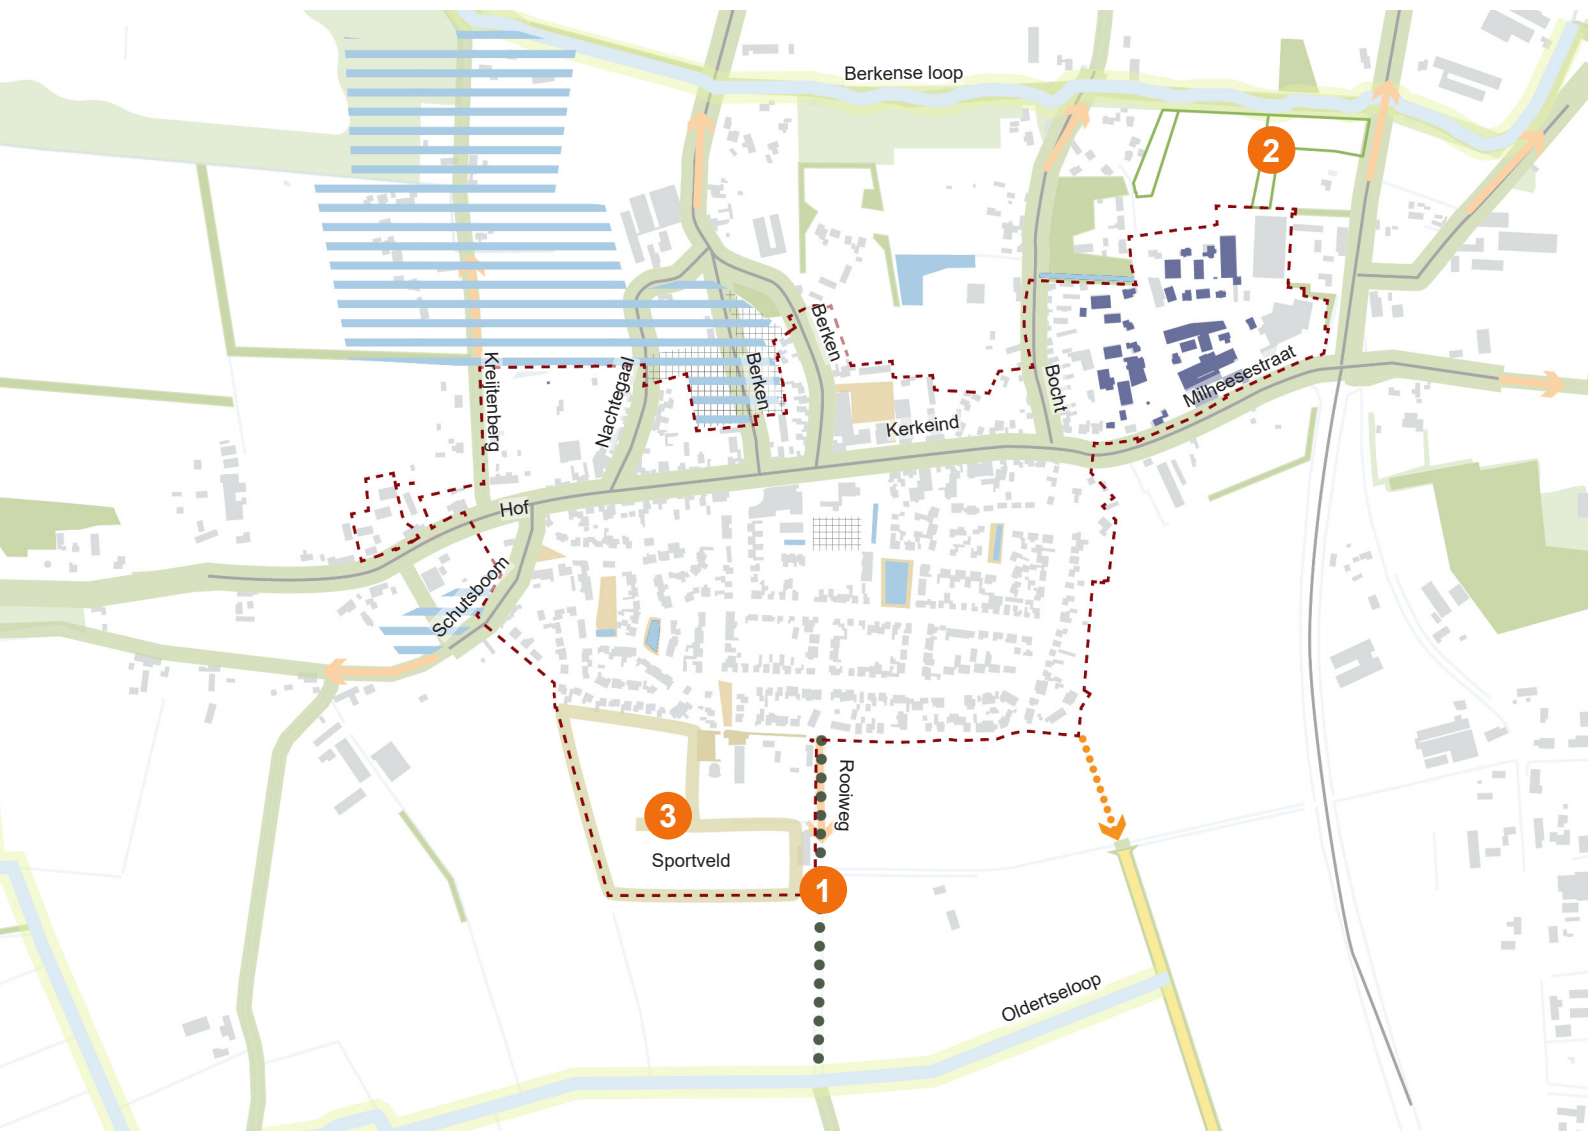 Berkense loop
2
Berken
Kreijtenberg
Nachtegaal
Berken
Bocht
Milheesestraat
Kerkeind
Hof
Schutsboom
Rooiweg
3
Sportveld
1
Oldertseloop